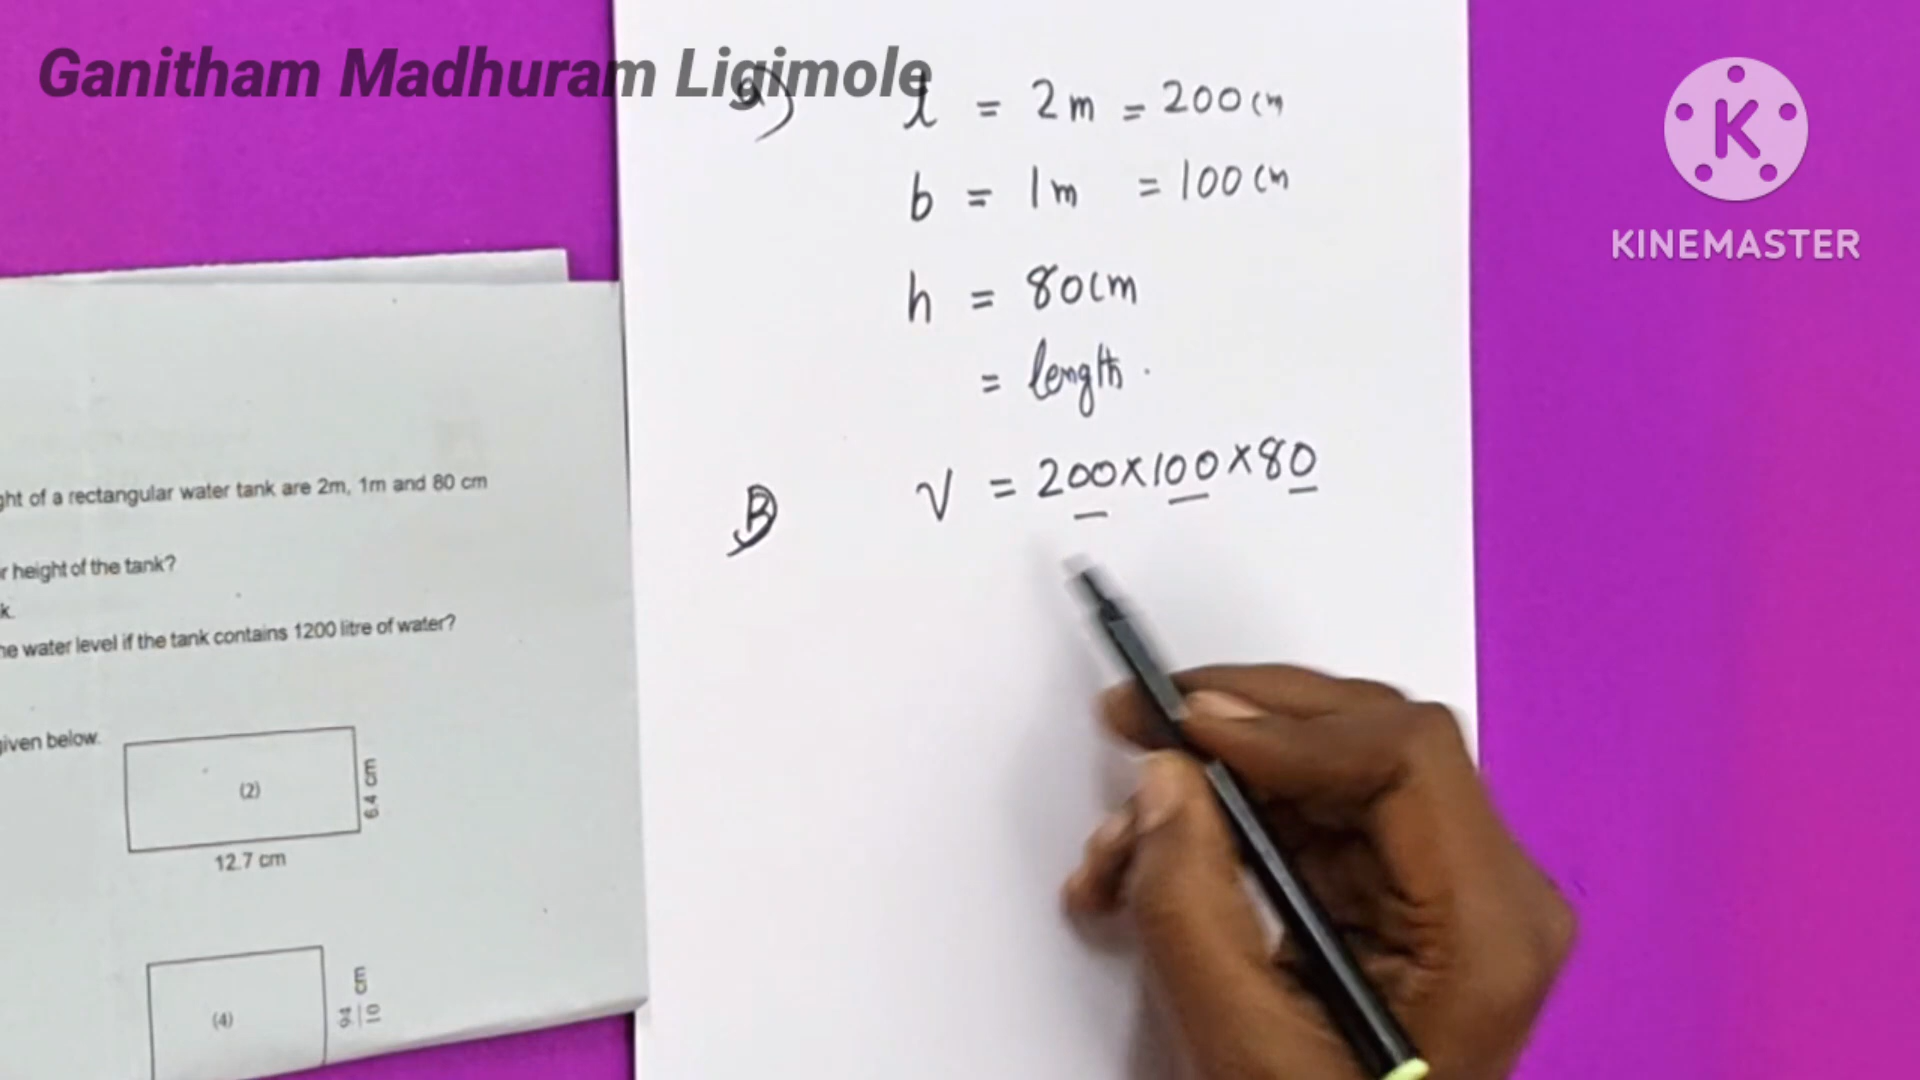 Ganitham Madhuram Ligimole
KINEMASTER
a) l = 2m = 200cm
b = 1m = 100cm
h = 80cm
= length.
B) V = 200×100×80
ght of a rectangular water tank are 2m, 1m and 80 cm
r height of the tank?
k.
he water level if the tank contains 1200 litre of water?
given below.
(2)
6.4 cm
12.7 cm
(4)
94/10 cm